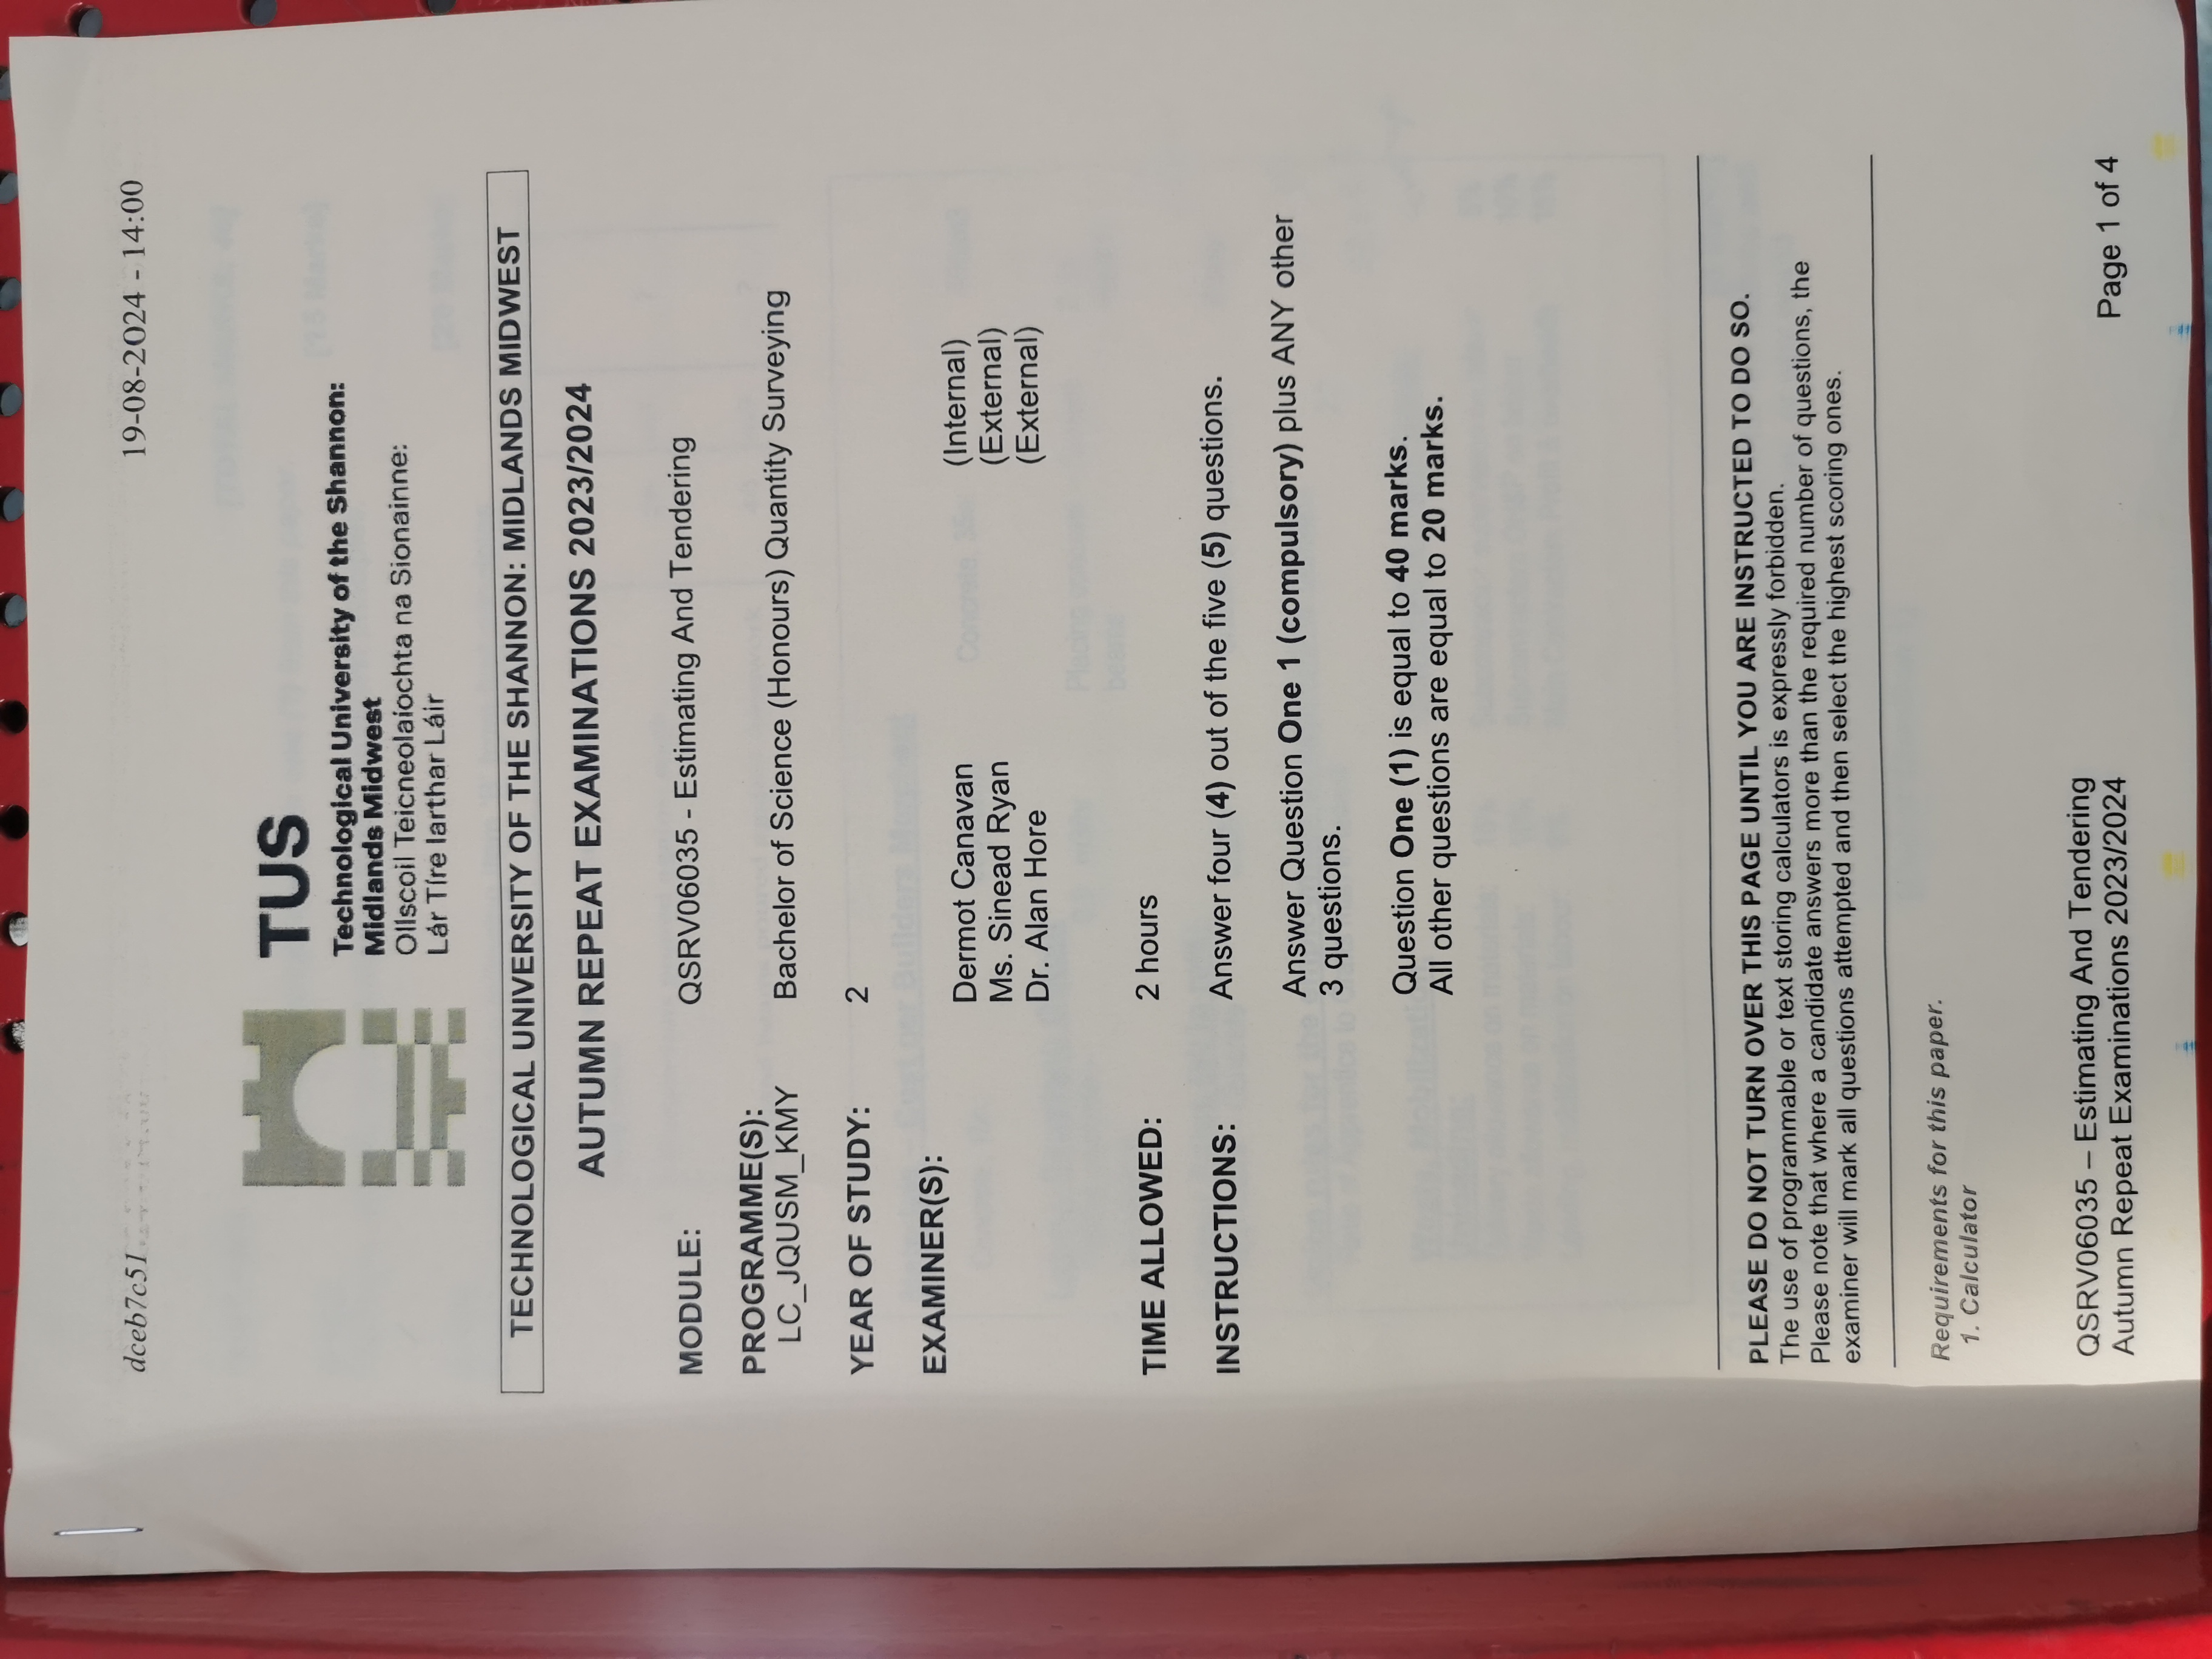 dceb7c51
19-08-2024 - 14:00
TUS
Technological University of the Shannon:
Midlands Midwest
Ollscoil Teicneolaíochta na Sionainne:
Lár Tíre Iarthar Láir
TECHNOLOGICAL UNIVERSITY OF THE SHANNON: MIDLANDS MIDWEST
AUTUMN REPEAT EXAMINATIONS 2023/2024
MODULE: QSRV06035 - Estimating And Tendering
PROGRAMME(S):
LC_JQUSM_KMY Bachelor of Science (Honours) Quantity Surveying
YEAR OF STUDY: 2
EXAMINER(S):
Dermot Canavan (Internal)
Ms. Sinead Ryan (External)
Dr. Alan Hore (External)
TIME ALLOWED: 2 hours
INSTRUCTIONS: Answer four (4) out of the five (5) questions.
Answer Question One 1 (compulsory) plus ANY other
3 questions.
Question One (1) is equal to 40 marks.
All other questions are equal to 20 marks.
PLEASE DO NOT TURN OVER THIS PAGE UNTIL YOU ARE INSTRUCTED TO DO SO.
The use of programmable or text storing calculators is expressly forbidden.
Please note that where a candidate answers more than the required number of questions, the
examiner will mark all questions attempted and then select the highest scoring ones.
Requirements for this paper.
1. Calculator
QSRV06035 – Estimating And Tendering
Autumn Repeat Examinations 2023/2024
Page 1 of 4